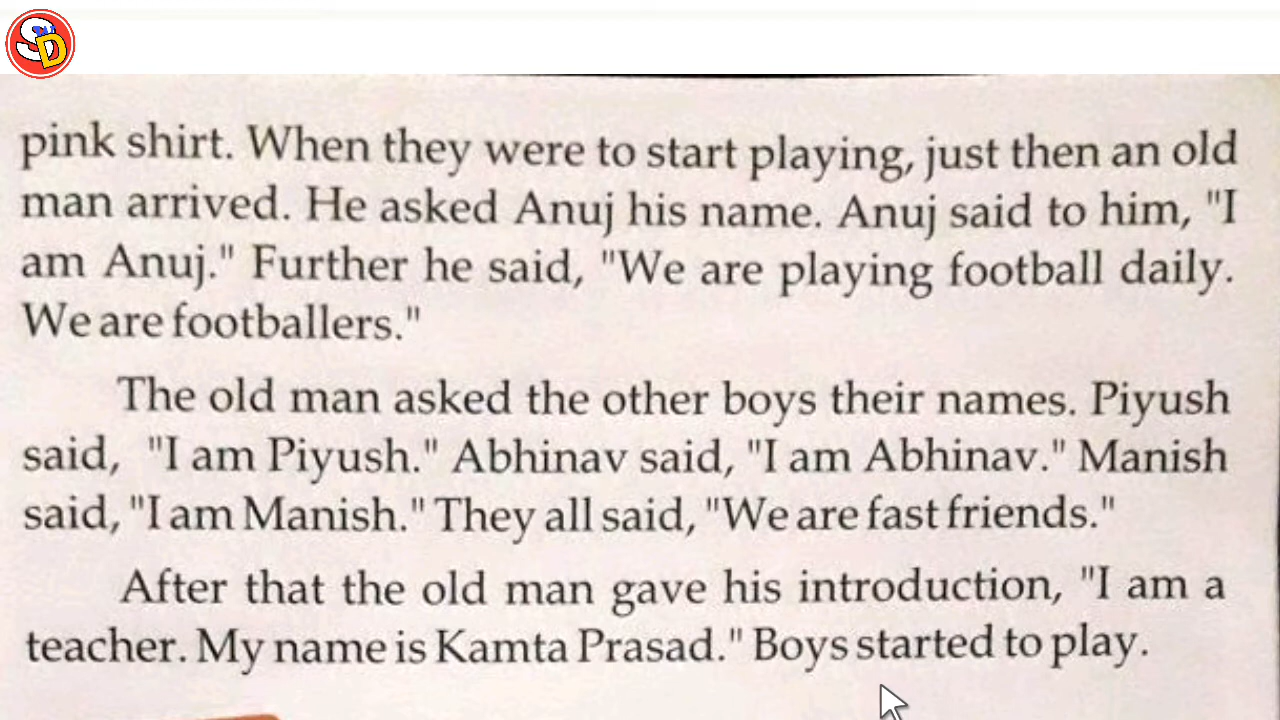 SD
pink shirt. When they were to start playing, just then an old
man arrived. He asked Anuj his name. Anuj said to him, "I
am Anuj." Further he said, "We are playing football daily.
We are footballers."
The old man asked the other boys their names. Piyush
said, "I am Piyush." Abhinav said, "I am Abhinav." Manish
said, "I am Manish." They all said, "We are fast friends."
After that the old man gave his introduction, "I am a
teacher. My name is Kamta Prasad." Boys started to play.